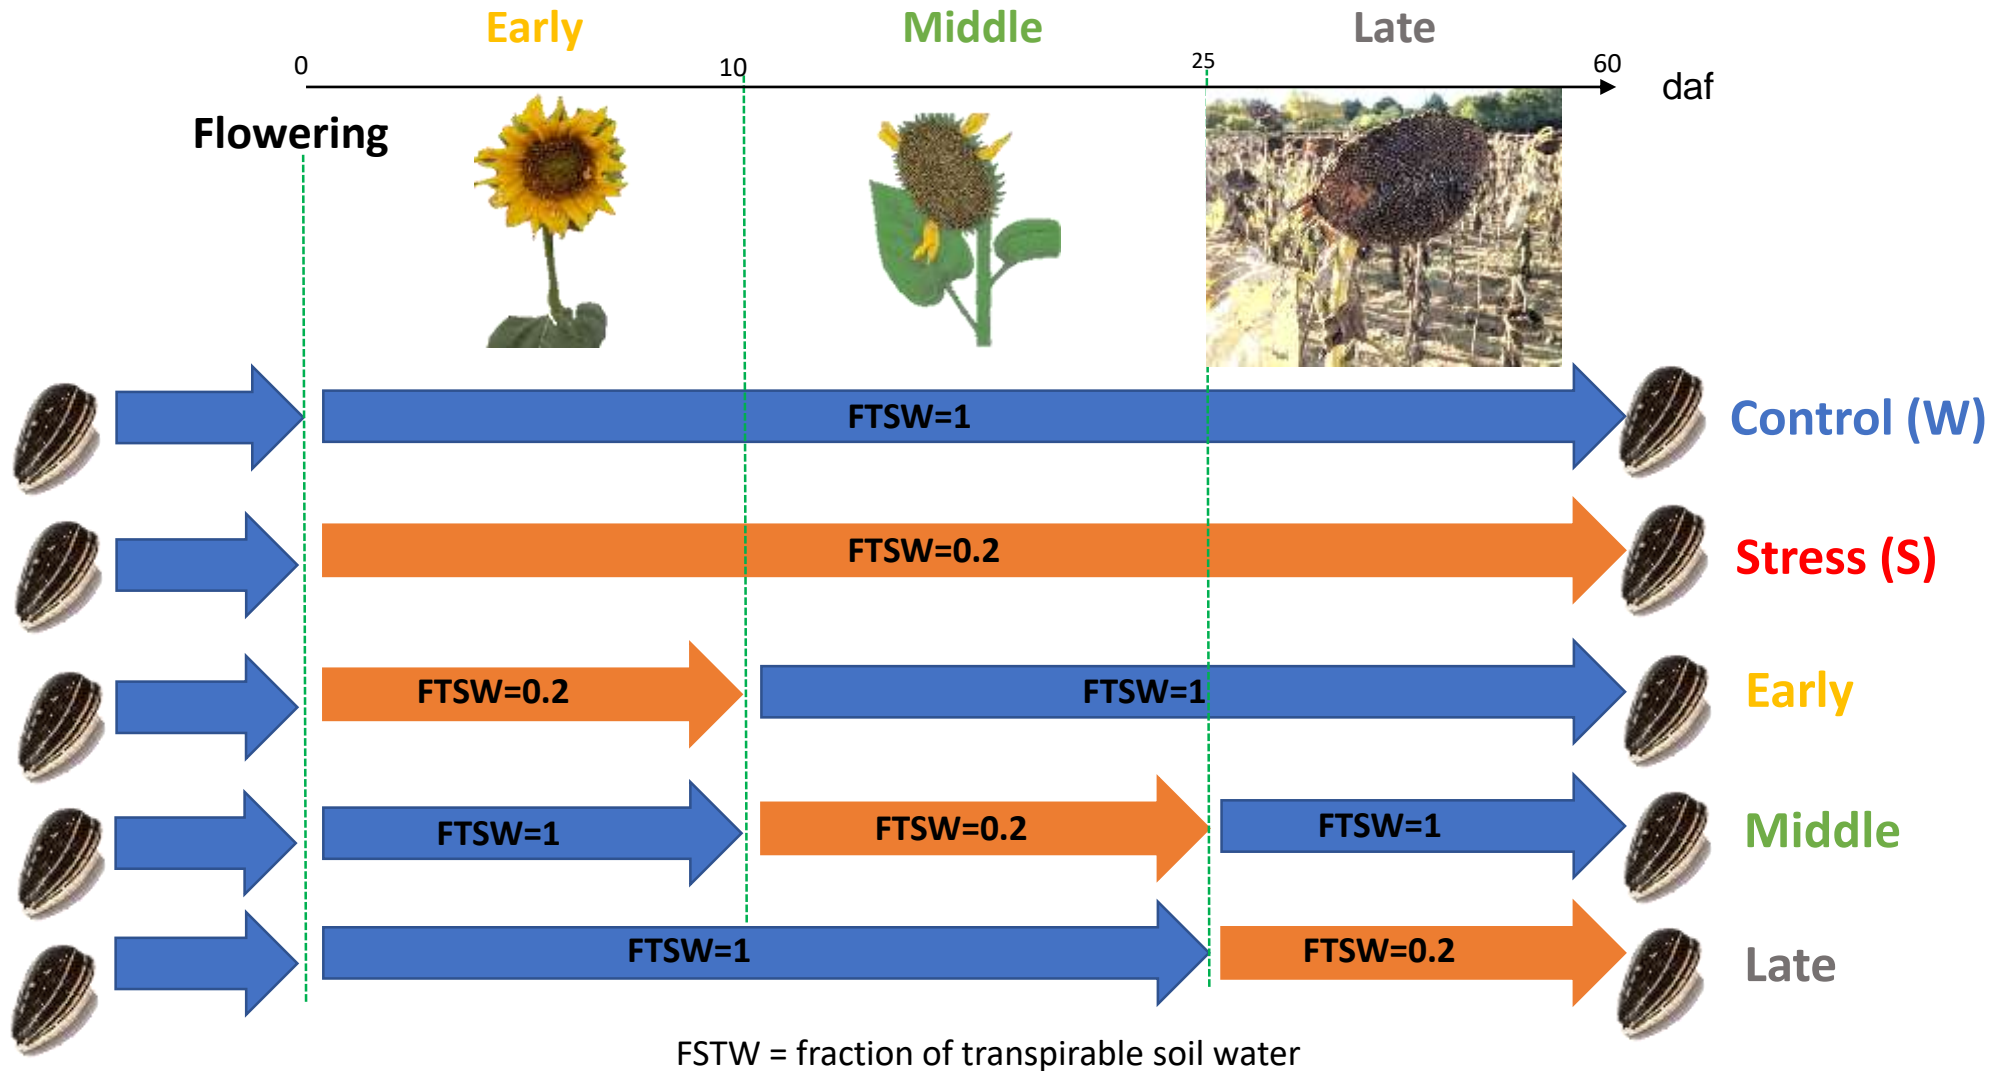 Early Middle Late
0 10 25 60 daf
Flowering
FTSW=1 Control (W)
FTSW=0.2 Stress (S)
FTSW=0.2 FTSW=1 Early
FTSW=1 FTSW=0.2 FTSW=1 Middle
FTSW=1 FTSW=0.2 Late
FSTW = fraction of transpirable soil water